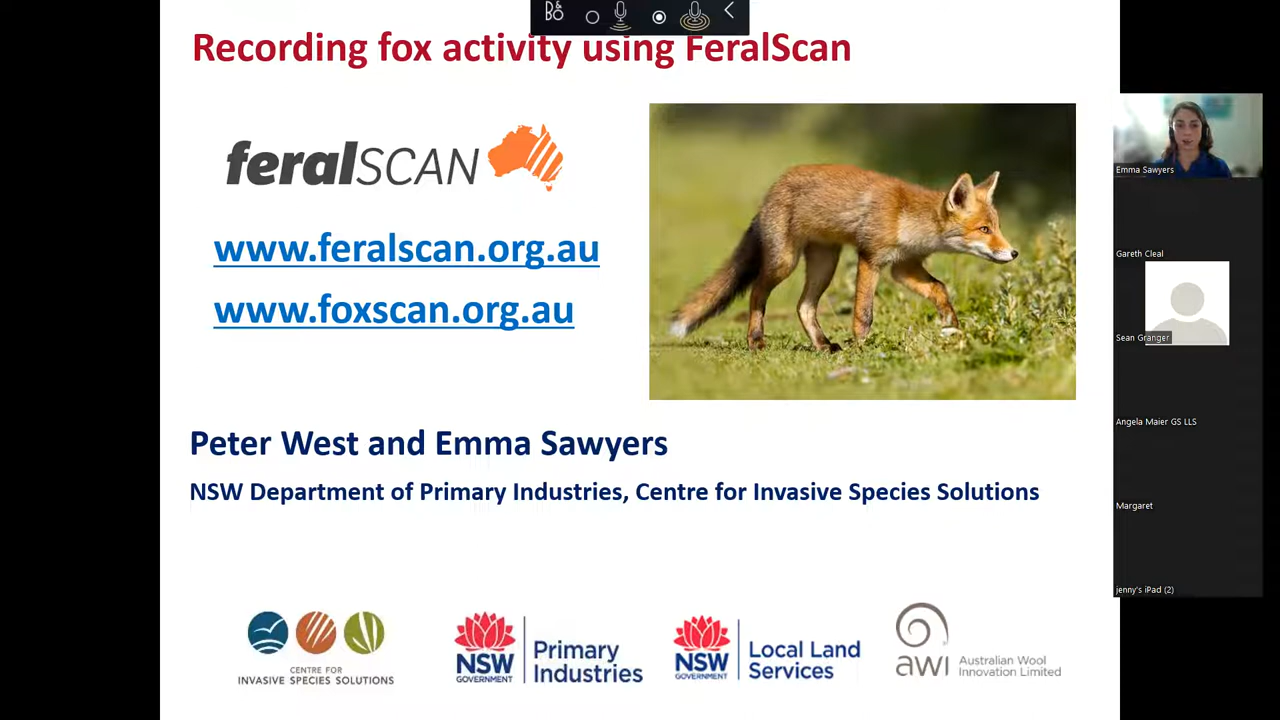 B&O
Recording fox activity using FeralScan
feralSCAN
www.feralscan.org.au
www.foxscan.org.au
Peter West and Emma Sawyers
NSW Department of Primary Industries, Centre for Invasive Species Solutions
CENTRE FOR
INVASIVE SPECIES SOLUTIONS
NSW
GOVERNMENT
Primary
Industries
NSW
GOVERNMENT
Local Land
Services
awi
Australian Wool
Innovation Limited
Emma Sawyers
Gareth Cleal
Sean Granger
Angela Maier GS LLS
Margaret
jenny's iPad (2)